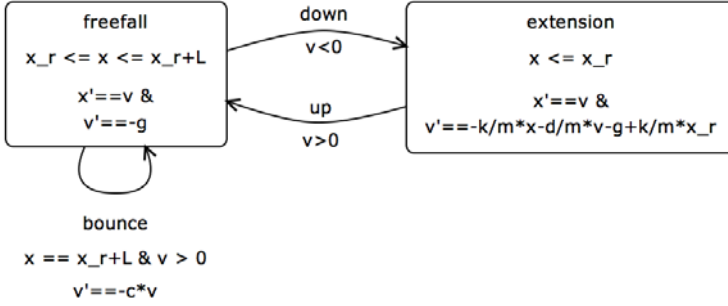 freefall
x_r <= x <= x_r+L
x'==v &
v'==-g
down
v<0
up
v>0
extension
x <= x_r
x'==v &
v'==-k/m*x-d/m*v-g+k/m*x_r
bounce
x == x_r+L & v > 0
v'==-c*v